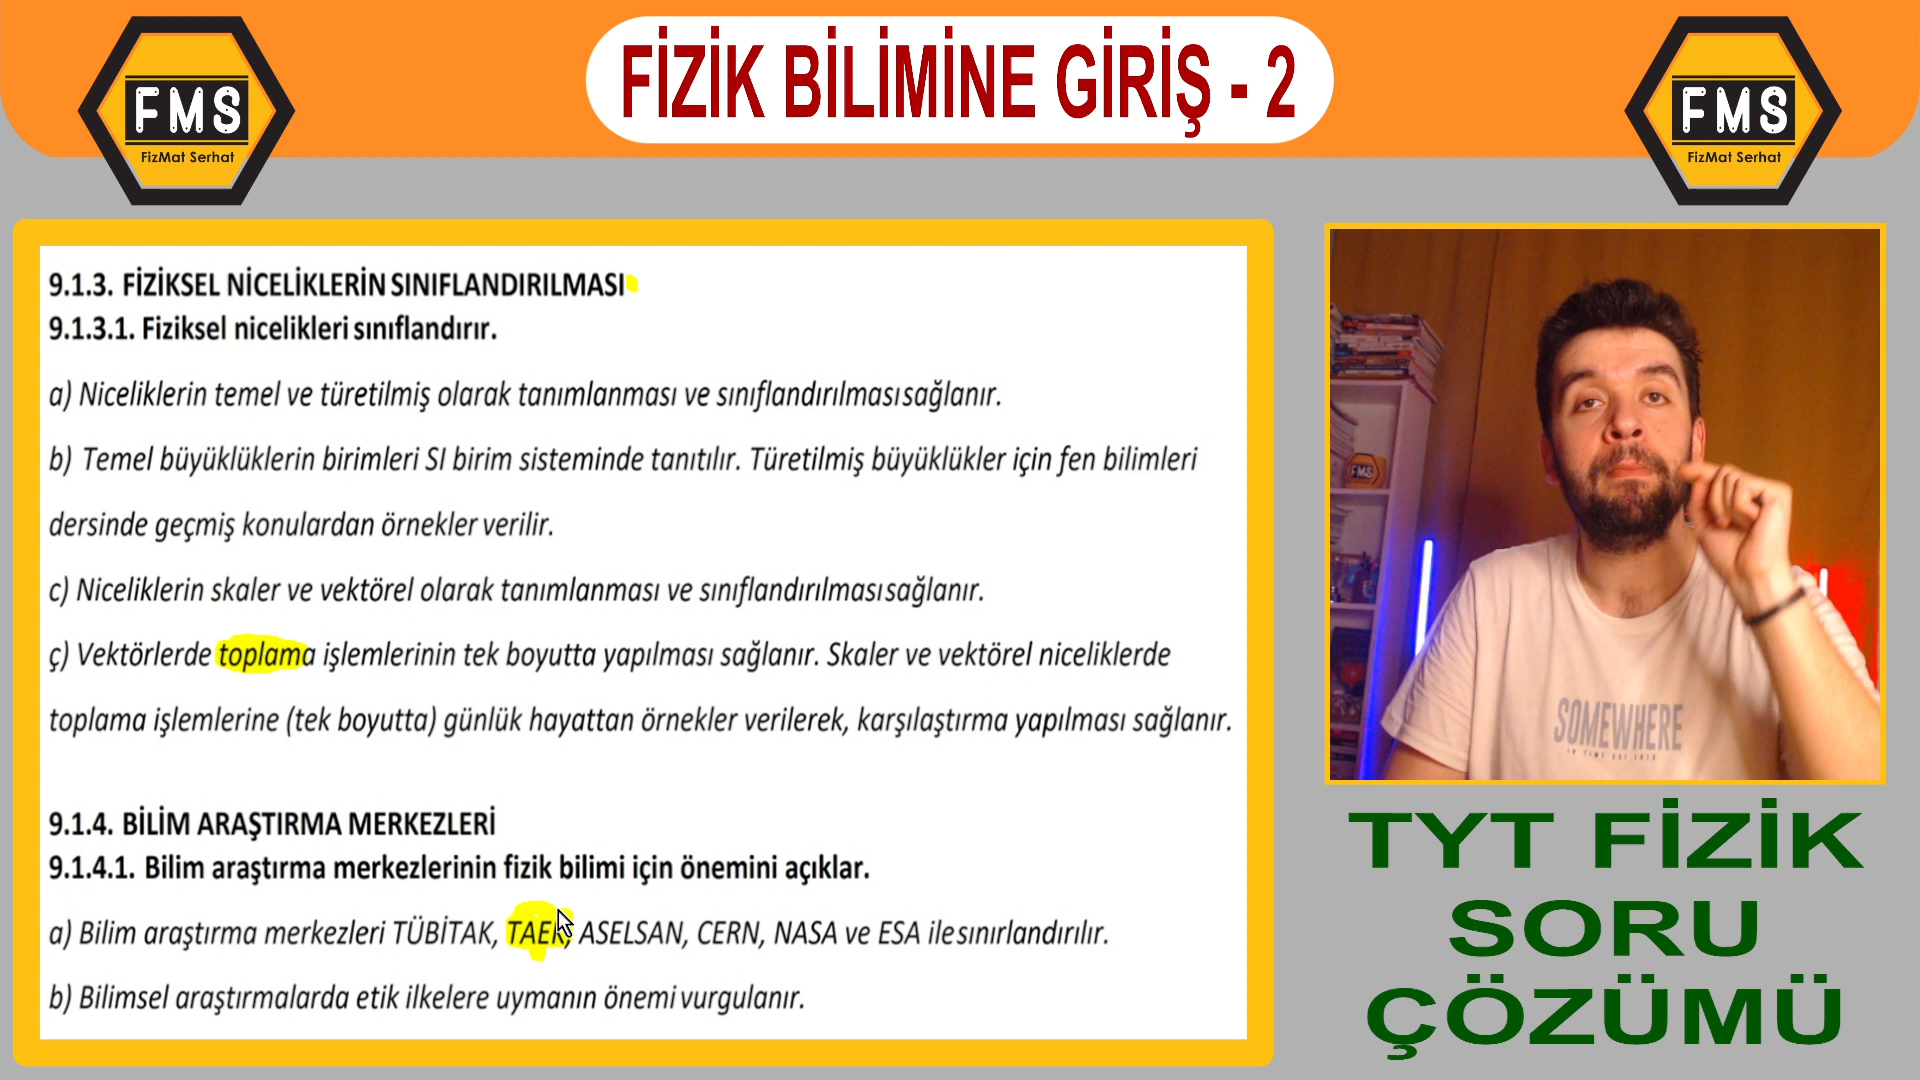 FİZİK BİLİMİNE GİRİŞ - 2
FMS
FizMat Serhat
FMS
FizMat Serhat
9.1.3. FİZİKSEL NİCELİKLERİN SINIFLANDIRILMASI
9.1.3.1. Fiziksel nicelikleri sınıflandırır.
a) Niceliklerin temel ve türetilmiş olarak tanımlanması ve sınıflandırılması sağlanır.
b) Temel büyüklüklerin birimleri SI birim sisteminde tanıtılır. Türetilmiş büyüklükler için fen bilimleri
dersinde geçmiş konulardan örnekler verilir.
c) Niceliklerin skaler ve vektörel olarak tanımlanması ve sınıflandırılması sağlanır.
ç) Vektörlerde toplama işlemlerinin tek boyutta yapılması sağlanır. Skaler ve vektörel niceliklerde
toplama işlemlerine (tek boyutta) günlük hayattan örnekler verilerek, karşılaştırma yapılması sağlanır.
9.1.4. BİLİM ARAŞTIRMA MERKEZLERİ
9.1.4.1. Bilim araştırma merkezlerinin fizik bilimi için önemini açıklar.
a) Bilim araştırma merkezleri TÜBİTAK, TAEK, ASELSAN, CERN, NASA ve ESA ile sınırlandırılır.
b) Bilimsel araştırmalarda etik ilkelere uymanın önemi vurgulanır.
FMS
SOMEWHERE
TYT FİZİK
SORU
ÇÖZÜMÜ